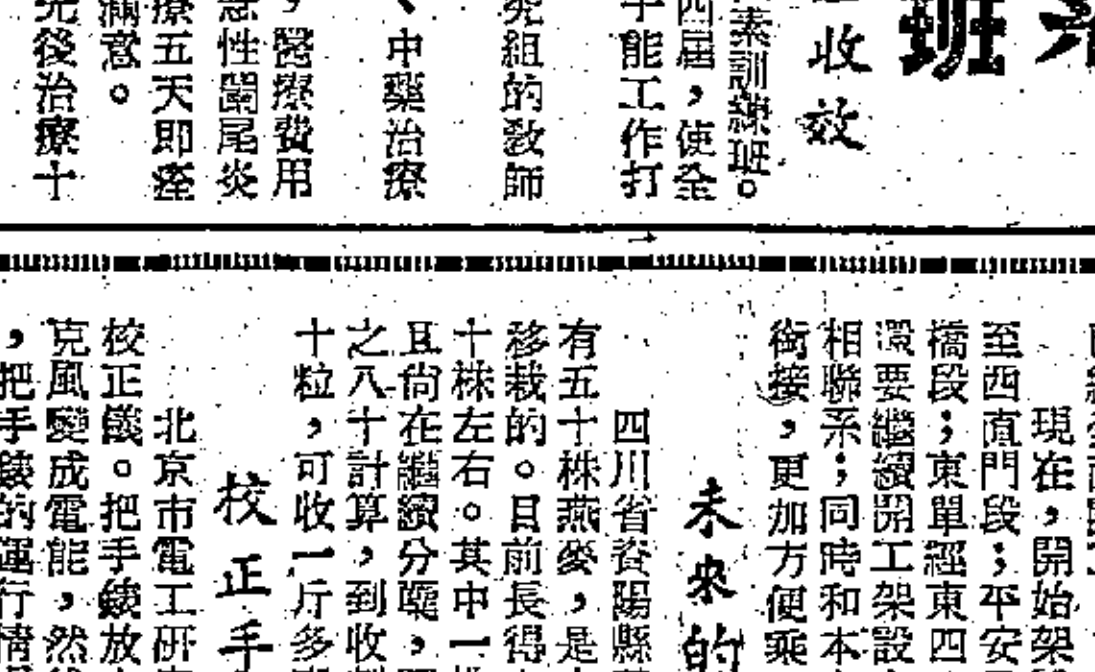 班
收效
素訓練班。
四屆，使全
子能工作打
究組的教師
、中藥治療
，醫療費用
急性闌尾炎
療五天即痊
滿意。
先後治療十
現在，開始架
至西直門段；平安
橋段；東單經東四
還要繼續開工架設
相聯系；同時和本
銜接，更加方便乘
未來的
四川省資陽縣
有五十株燕麥，是
移栽的。目前長得
十株左右。其中一
且尚在繼續分蘗，
之八十計算，到收
十粒，可收一斤多
校正手
北京市電工研
校正儀。把手錶放
克風變成電能，然
，把手錶的運行情